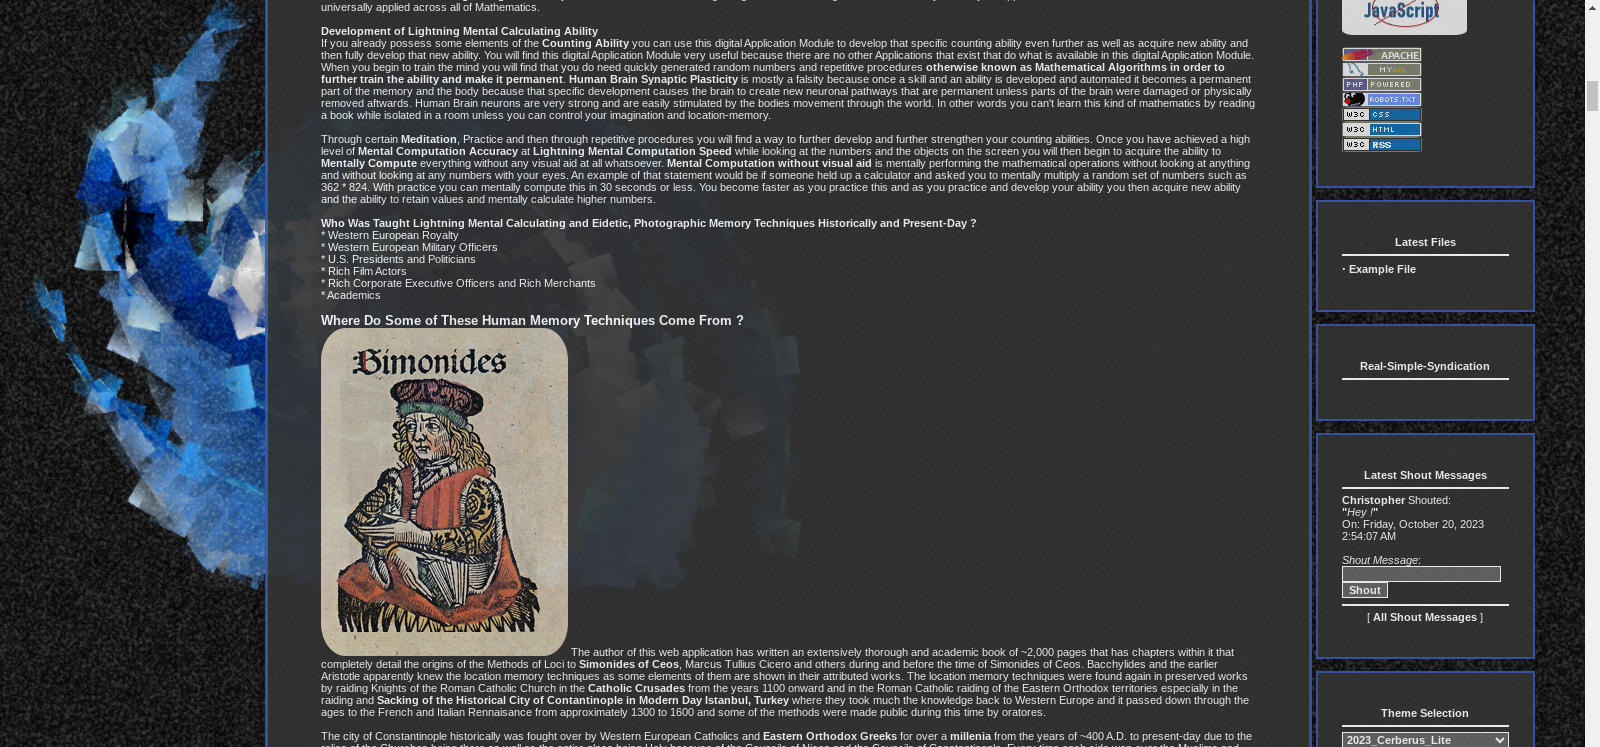 universally applied across all of Mathematics.
Development of Lightning Mental Calculating Ability
If you already possess some elements of the Counting Ability you can use this digital Application Module to develop that specific counting ability even further as well as acquire new ability and
then fully develop that new ability. You will find this digital Application Module very useful because there are no other Applications that exist that do what is available in this digital Application Module.
When you begin to train the mind you will find that you do need quickly generated random numbers and repetitive procedures otherwise known as Mathematical Algorithms in order to
further train the ability and make it permanent. Human Brain Synaptic Plasticity is mostly a falsity because once a skill and an ability is developed and automated it becomes a permanent
part of the memory and the body because that specific development causes the brain to create new neuronal pathways that are permanent unless parts of the brain were damaged or physically
removed aftwards. Human Brain neurons are very strong and are easily stimulated by the bodies movement through the world. In other words you can't learn this kind of mathematics by reading
a book while isolated in a room unless you can control your imagination and location-memory.
Through certain Meditation, Practice and then through repetitive procedures you will find a way to further develop and further strengthen your counting abilities. Once you have achieved a high
level of Mental Computation Accuracy at Lightning Mental Computation Speed while looking at the numbers and the objects on the screen you will then begin to acquire the ability to
Mentally Compute everything without any visual aid at all whatsoever. Mental Computation without visual aid is mentally performing the mathematical operations without looking at anything
and without looking at any numbers with your eyes. An example of that statement would be if someone held up a calculator and asked you to mentally multiply a random set of numbers such as
362 * 824. With practice you can mentally compute this in 30 seconds or less. You become faster as you practice this and as you practice and develop your ability you then acquire new ability
and the ability to retain values and mentally calculate higher numbers.
Who Was Taught Lightning Mental Calculating and Eidetic, Photographic Memory Techniques Historically and Present-Day ?
* Western European Royalty
* Western European Military Officers
* U.S. Presidents and Politicians
* Rich Film Actors
* Rich Corporate Executive Officers and Rich Merchants
* Academics
Where Do Some of These Human Memory Techniques Come From ?
Simonides
The author of this web application has written an extensively thorough and academic book of ~2,000 pages that has chapters within it that
completely detail the origins of the Methods of Loci to Simonides of Ceos, Marcus Tullius Cicero and others during and before the time of Simonides of Ceos. Bacchylides and the earlier
Aristotle apparently knew the location memory techniques as some elements of them are shown in their attributed works. The location memory techniques were found again in preserved works
by raiding Knights of the Roman Catholic Church in the Catholic Crusades from the years 1100 onward and in the Roman Catholic raiding of the Eastern Orthodox territories especially in the
raiding and Sacking of the Historical City of Contantinople in Modern Day Istanbul, Turkey where they took much the knowledge back to Western Europe and it passed down through the
ages to the French and Italian Rennaisance from approximately 1300 to 1600 and some of the methods were made public during this time by oratores.
The city of Constantinople historically was fought over by Western European Catholics and Eastern Orthodox Greeks for over a millenia from the years of ~400 A.D. to present-day due to the
JavaScript
APACHE
MySQL
PHP POWERED
ROBOTS.TXT
W3C CSS
W3C HTML
W3C RSS
Latest Files
· Example File
Real-Simple-Syndication
Latest Shout Messages
Christopher Shouted:
"Hey !"
On: Friday, October 20, 2023
2:54:07 AM
Shout Message:
Shout
[ All Shout Messages ]
Theme Selection
2023_Cerberus_Lite